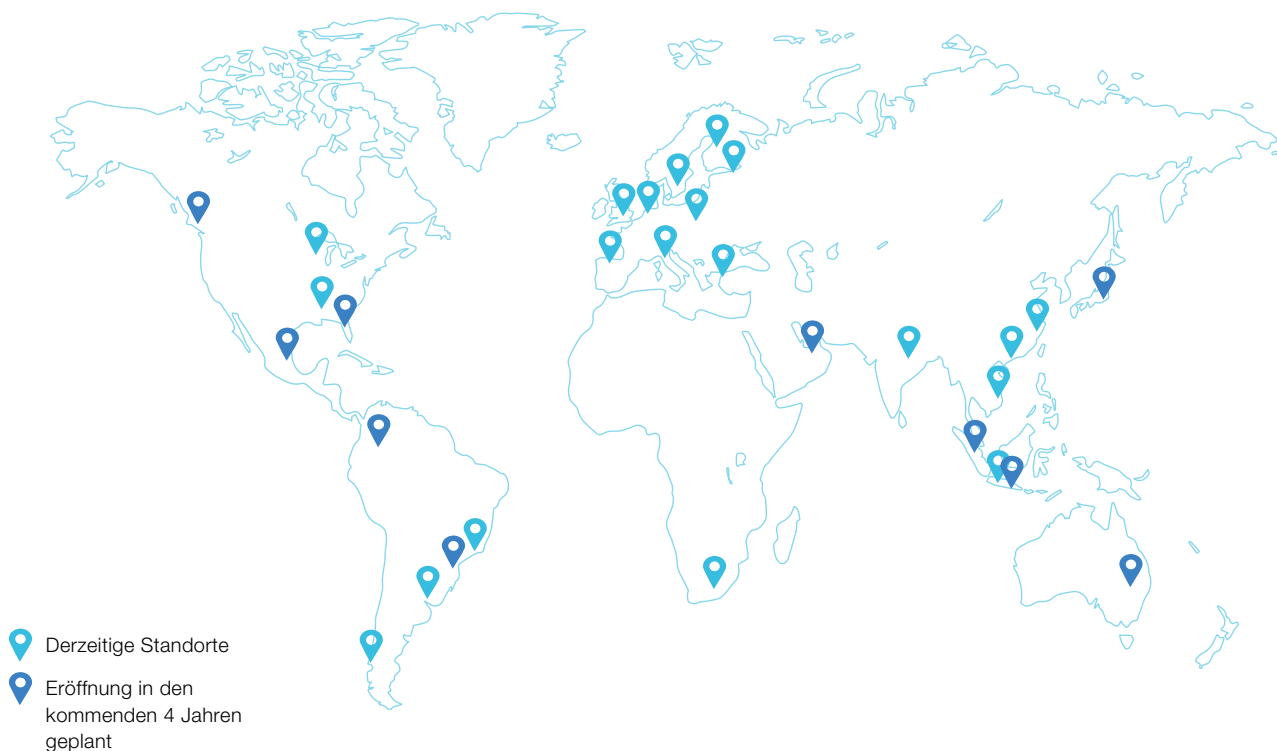 Derzeitige Standorte
Eröffnung in den
kommenden 4 Jahren
geplant